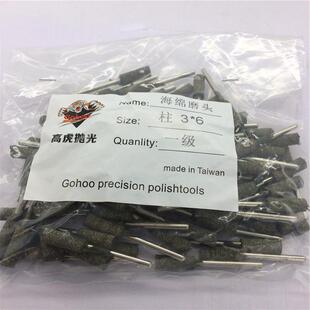 Name: 海绵磨头
Size: 柱 3*6
高虎抛光
Quanlity: 一级
made in Taiwan
Gohoo precision polishtools